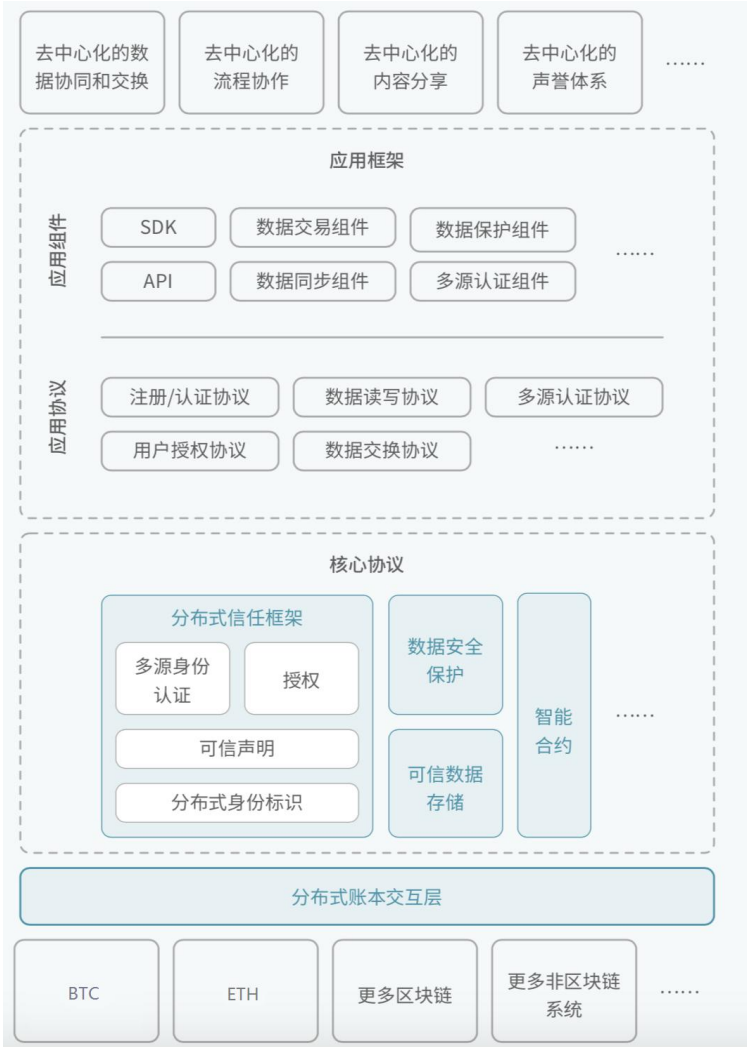 去中心化的数
据协同和交换
去中心化的
流程协作
去中心化的
内容分享
去中心化的
声誉体系
……
应用框架
应用组件
SDK
数据交易组件
数据保护组件
API
数据同步组件
多源认证组件
……
应用协议
注册/认证协议
数据读写协议
多源认证协议
用户授权协议
数据交换协议
……
核心协议
分布式信任框架
多源身份
认证
授权
可信声明
分布式身份标识
数据安全
保护
可信数据
存储
智能
合约
……
分布式账本交互层
BTC
ETH
更多区块链
更多非区块链
系统
……